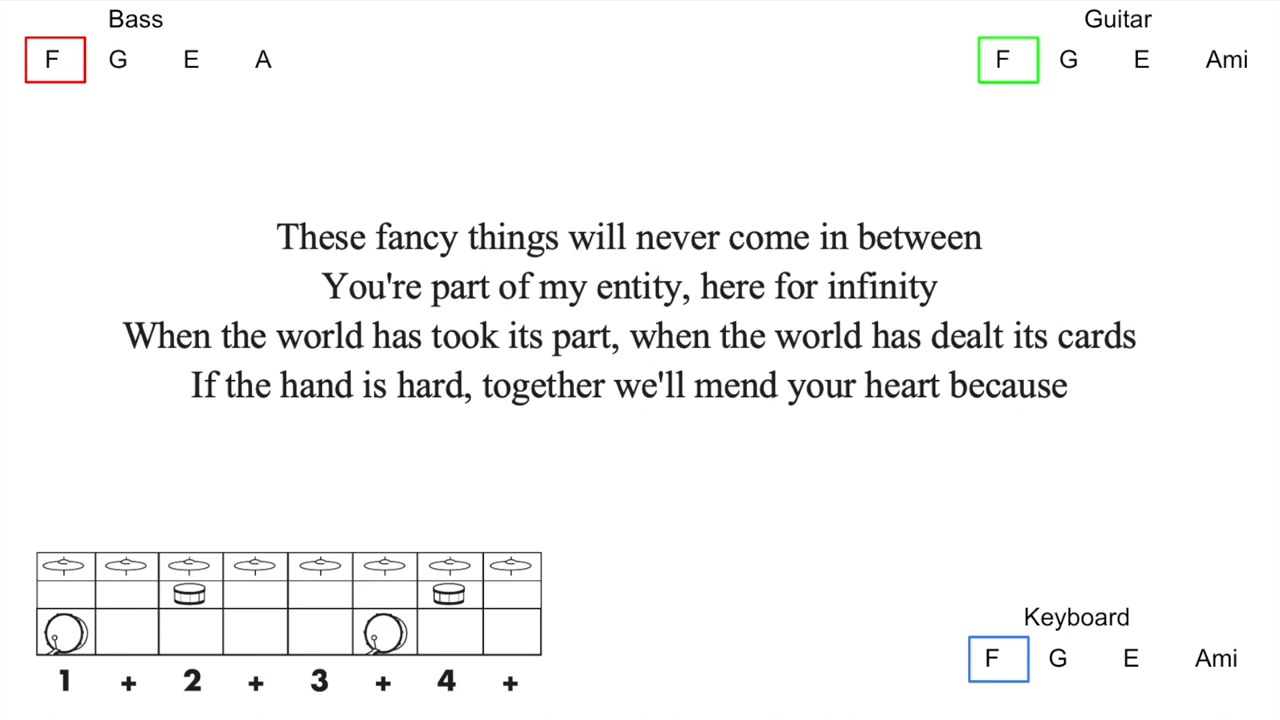 Bass
F G E A
Guitar
F G E Ami
These fancy things will never come in between
You're part of my entity, here for infinity
When the world has took its part, when the world has dealt its cards
If the hand is hard, together we'll mend your heart because
1 + 2 + 3 + 4 +
Keyboard
F G E Ami